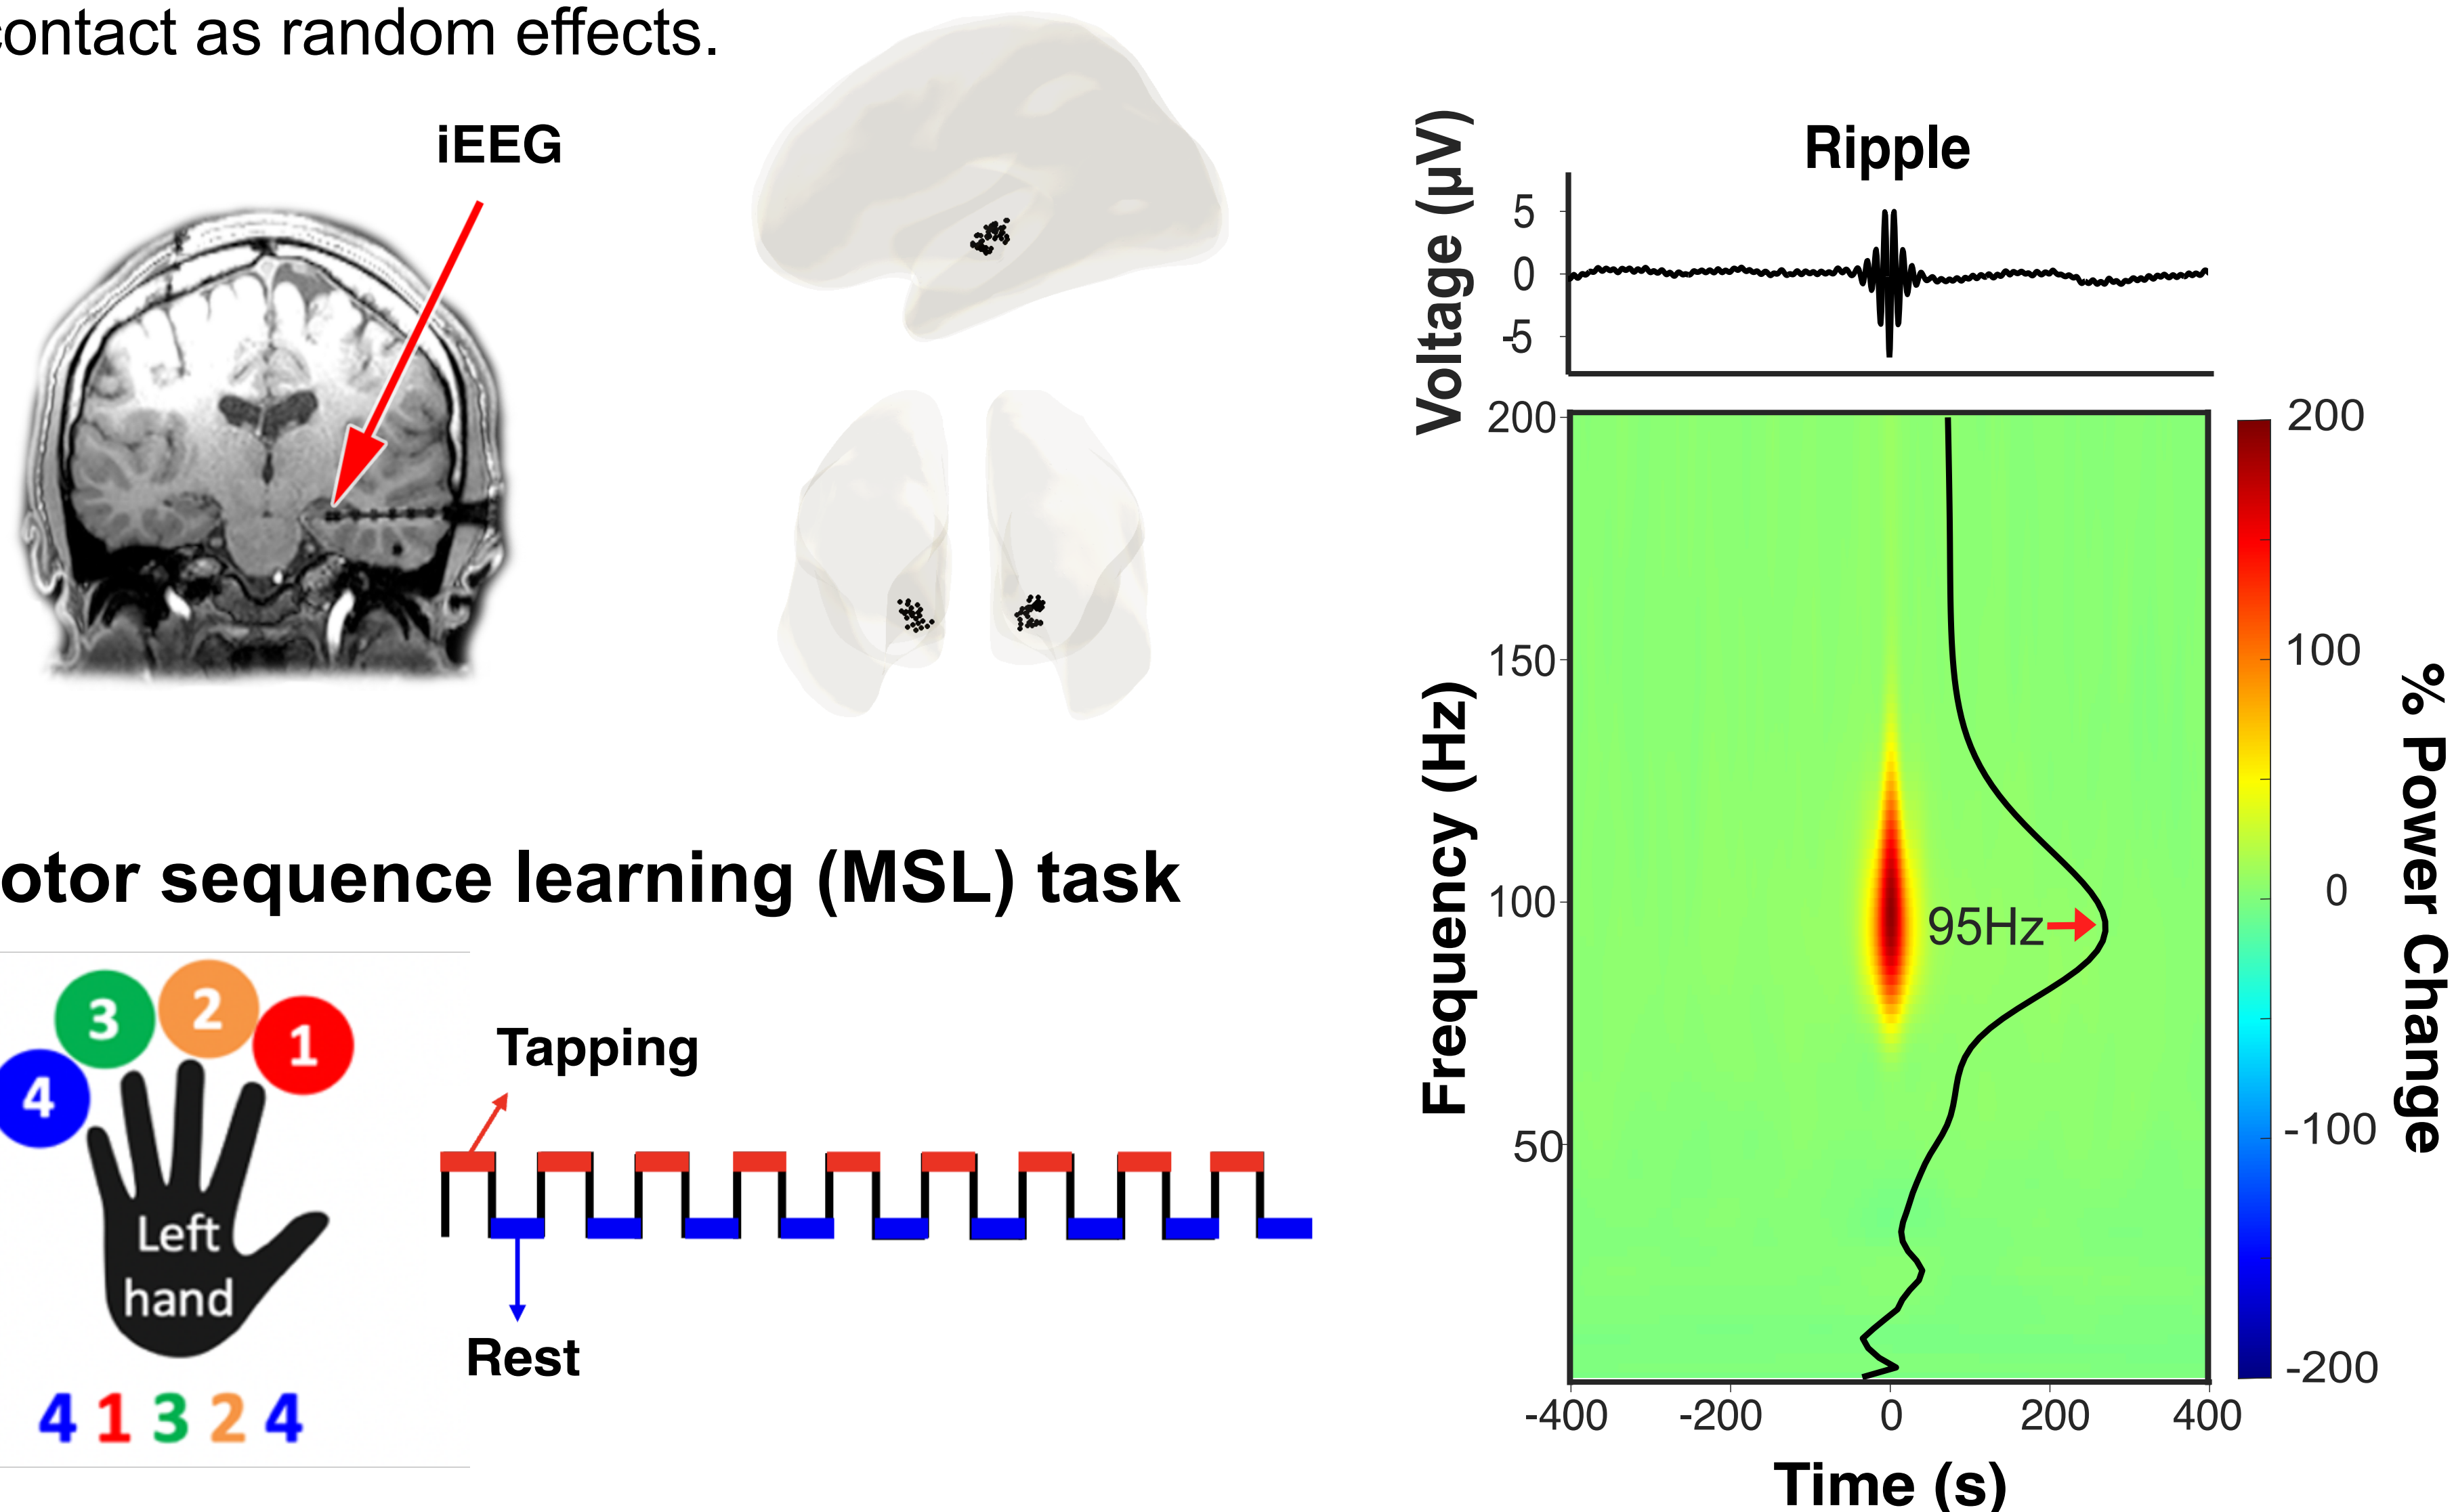 contact as random effects.
iEEG
otor sequence learning (MSL) task
3 2 1
4
Left
hand
4 1 3 2 4
Tapping
Rest
Ripple
Voltage (µV)
5
0
-5
Frequency (Hz)
200
150
100
50
95Hz
-400 -200 0 200 400
Time (s)
200
100
0
-100
-200
% Power Change